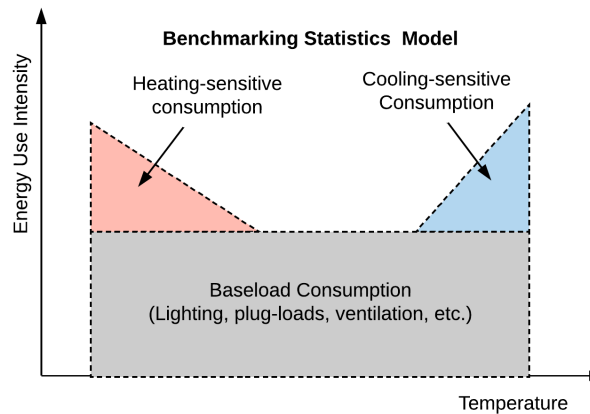 Benchmarking Statistics Model
Heating-sensitive
consumption
Cooling-sensitive
Consumption
Energy Use Intensity
Baseload Consumption
(Lighting, plug-loads, ventilation, etc.)
Temperature